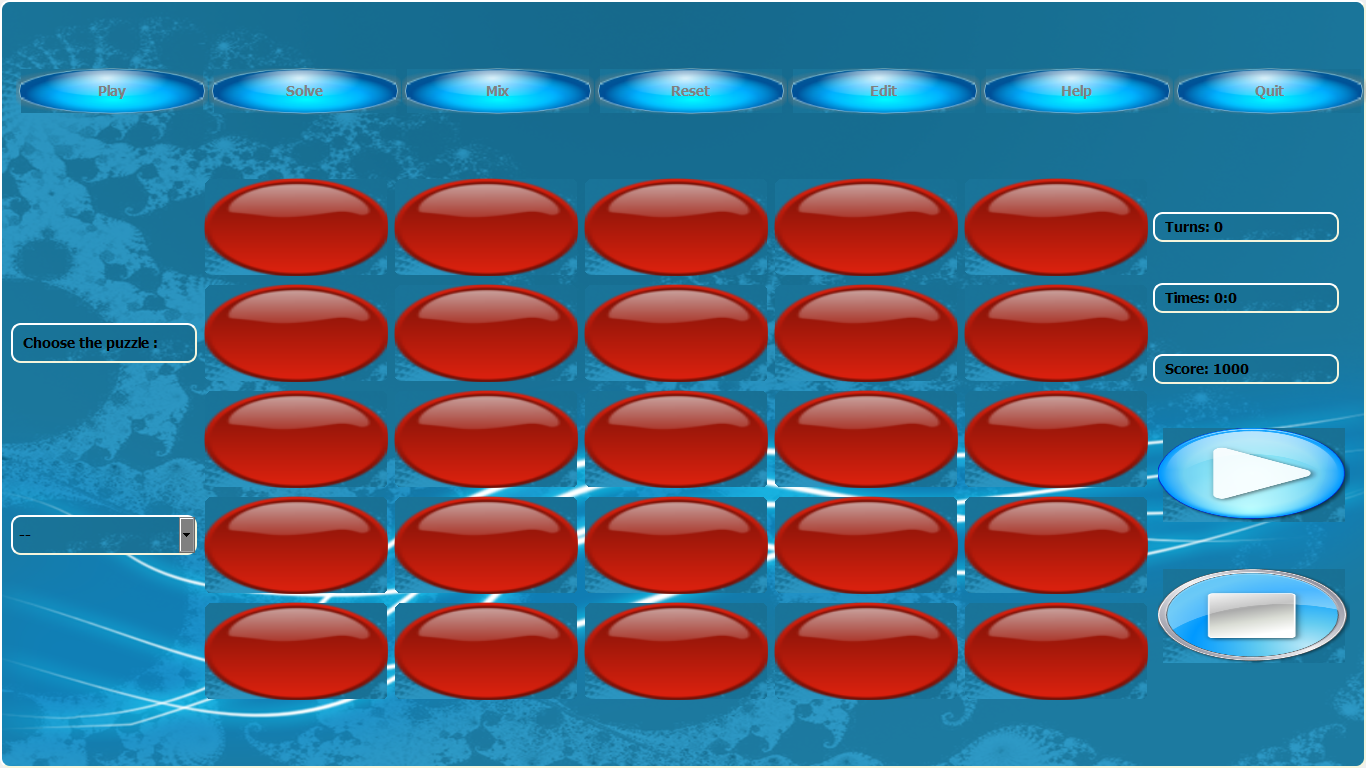 Play
Solve
Mix
Reset
Edit
Help
Quit
Turns: 0
Times: 0:0
Choose the puzzle :
Score: 1000
--